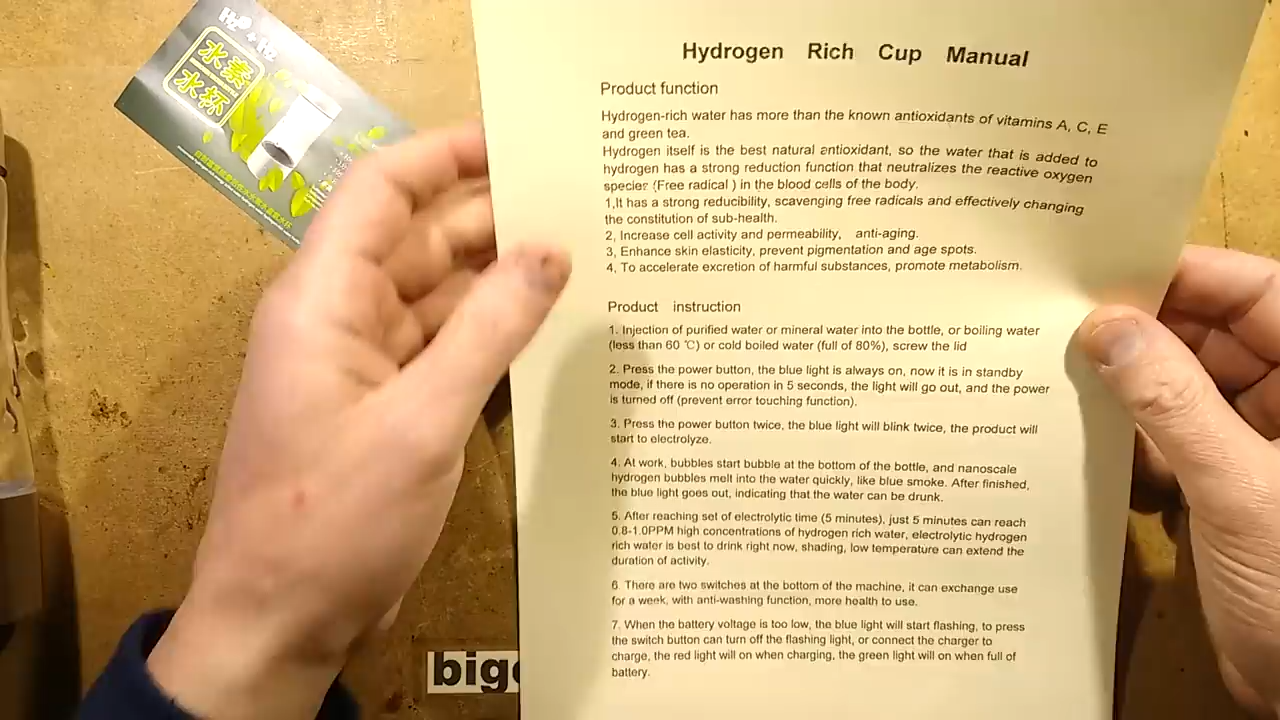 水素
水杯
Hydrogen Rich Cup Manual
Product function
Hydrogen-rich water has more than the known antioxidants of vitamins A, C, E
and green tea.
Hydrogen itself is the best natural antioxidant, so the water that is added to
hydrogen has a strong reduction function that neutralizes the reactive oxygen
species (Free radical ) in the blood cells of the body.
1,It has a strong reducibility, scavenging free radicals and effectively changing
the constitution of sub-health.
2, Increase cell activity and permeability, anti-aging.
3, Enhance skin elasticity, prevent pigmentation and age spots.
4, To accelerate excretion of harmful substances, promote metabolism.
Product instruction
1. Injection of purified water or mineral water into the bottle, or boiling water
(less than 60 ℃) or cold boiled water (full of 80%), screw the lid
2. Press the power button, the blue light is always on, now it is in standby
mode, if there is no operation in 5 seconds, the light will go out, and the power
is turned off (prevent error touching function).
3. Press the power button twice, the blue light will blink twice, the product will
start to electrolyze.
4. At work, bubbles start bubble at the bottom of the bottle, and nanoscale
hydrogen bubbles melt into the water quickly, like blue smoke. After finished,
the blue light goes out, indicating that the water can be drunk.
5. After reaching set of electrolytic time (5 minutes), just 5 minutes can reach
0.8-1.0PPM high concentrations of hydrogen rich water, electrolytic hydrogen
rich water is best to drink right now, shading, low temperature can extend the
duration of activity.
6. There are two switches at the bottom of the machine, it can exchange use
for a week, with anti-washing function, more health to use.
7. When the battery voltage is too low, the blue light will start flashing, to press
the switch button can turn off the flashing light, or connect the charger to
charge, the red light will on when charging, the green light will on when full of
battery.
big